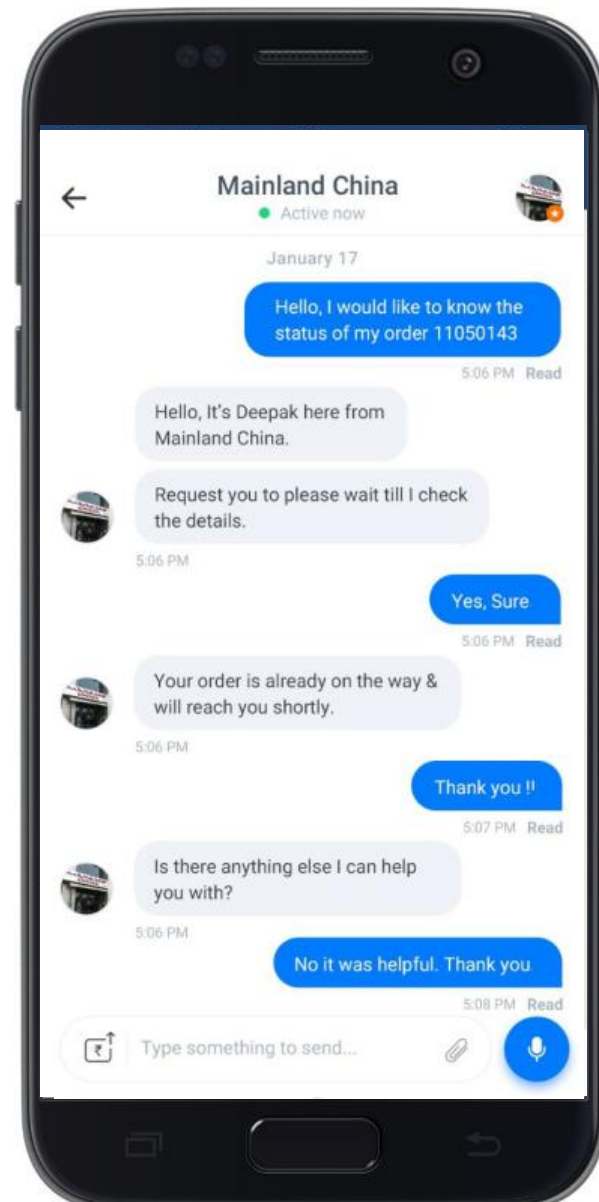 Mainland China
Active now
January 17
Hello, I would like to know the
status of my order 11050143
5:06 PM Read
Hello, It's Deepak here from
Mainland China.
Request you to please wait till I check
the details.
5:06 PM
Yes, Sure
5:06 PM Read
Your order is already on the way &
will reach you shortly.
5:06 PM
Thank you !!
5:07 PM Read
Is there anything else I can help
you with?
5:06 PM
No it was helpful. Thank you.
5:08 PM Read
₹ Type something to send...